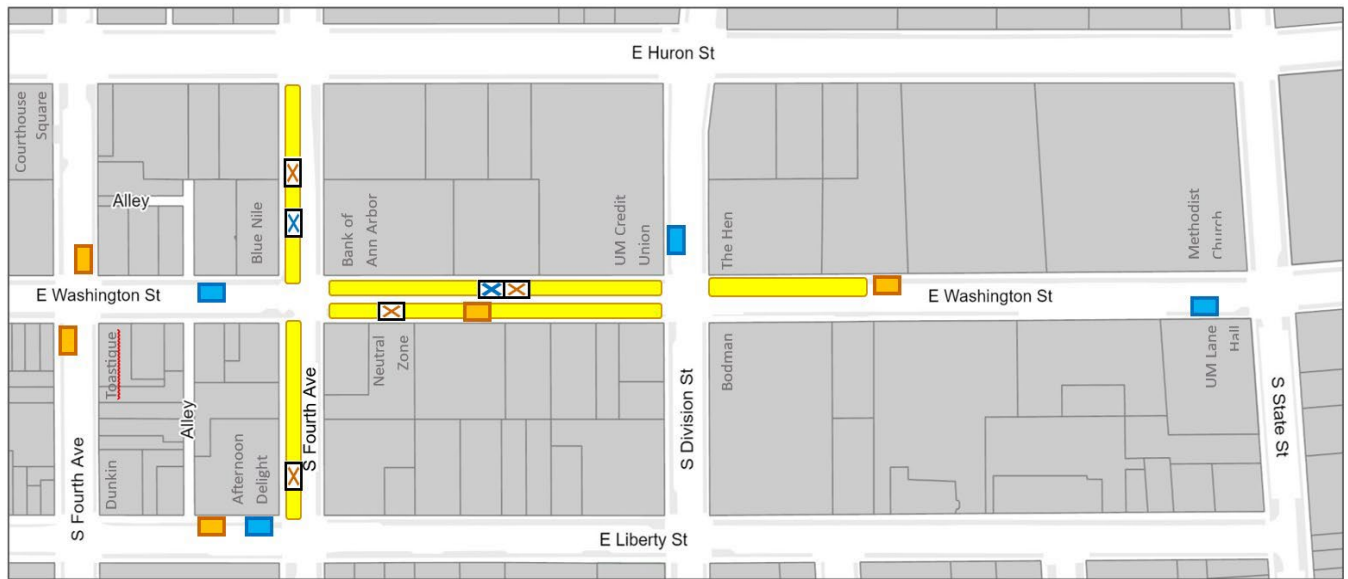 E Huron St
Courthouse
Square
Alley
Blue Nile
Bank of
Ann Arbor
UM Credit
Union
The Hen
Methodist
Church
E Washington St
E Washington St
Toastique
Neutral
Zone
Bodman
UM Lane
Hall
S Fourth Ave
Dunkin
Alley
Afternoon
Delight
S Fourth Ave
S Division St
S State St
E Liberty St